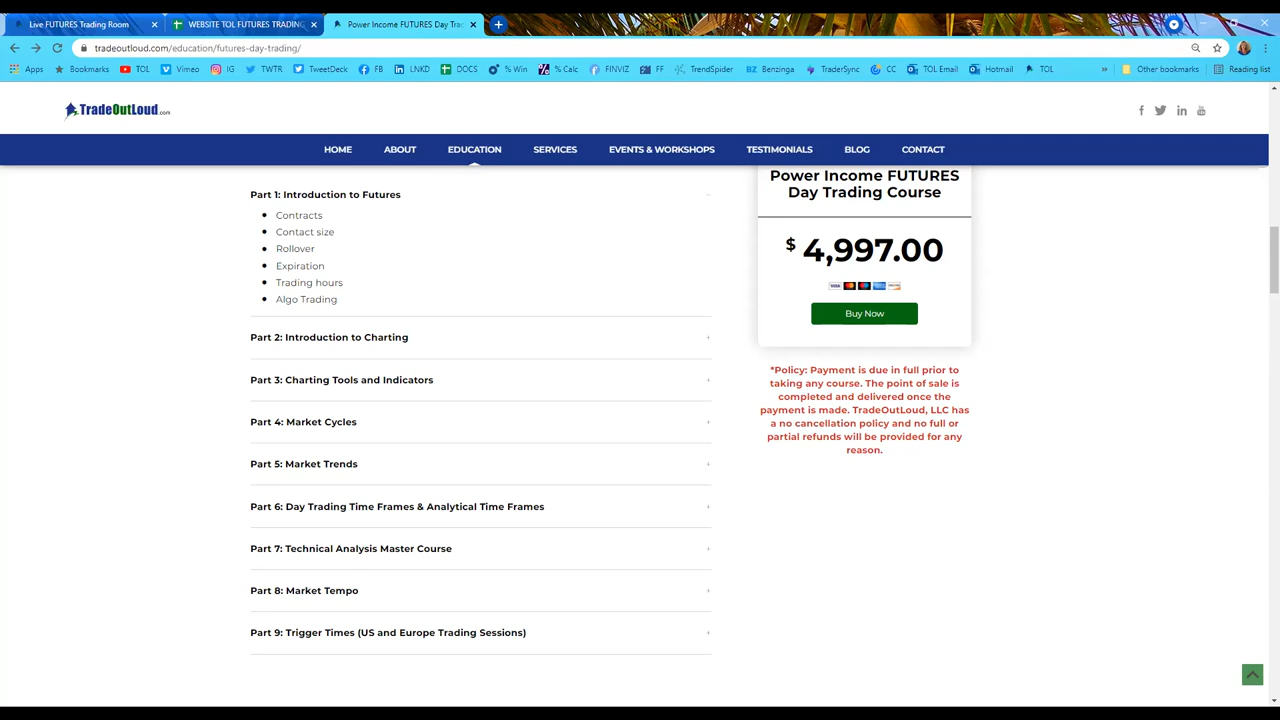 Live FUTURES Trading Room
WEBSITE TOL FUTURES TRADING
Power Income FUTURES Day Tra
tradeoutloud.com/education/futures-day-trading/
Apps
Bookmarks
TOL
Vimeo
IG
TWTR
TweetDeck
FB
LNKD
DOCS
% Win
% Calc
FINVIZ
FF
TrendSpider
Benzinga
TraderSync
CC
TOL Email
Hotmail
TOL
Other bookmarks
Reading list
TradeOutLoud.com
HOME
ABOUT
EDUCATION
SERVICES
EVENTS & WORKSHOPS
TESTIMONIALS
BLOG
CONTACT
Part 1: Introduction to Futures
Contracts
Contact size
Rollover
Expiration
Trading hours
Algo Trading
Part 2: Introduction to Charting
Part 3: Charting Tools and Indicators
Part 4: Market Cycles
Part 5: Market Trends
Part 6: Day Trading Time Frames & Analytical Time Frames
Part 7: Technical Analysis Master Course
Part 8: Market Tempo
Part 9: Trigger Times (US and Europe Trading Sessions)
Power Income FUTURES
Day Trading Course
$ 4,997.00
VISA
Buy Now
*Policy: Payment is due in full prior to
taking any course. The point of sale is
completed and delivered once the
payment is made. TradeOutLoud, LLC has
a no cancellation policy and no full or
partial refunds will be provided for any
reason.